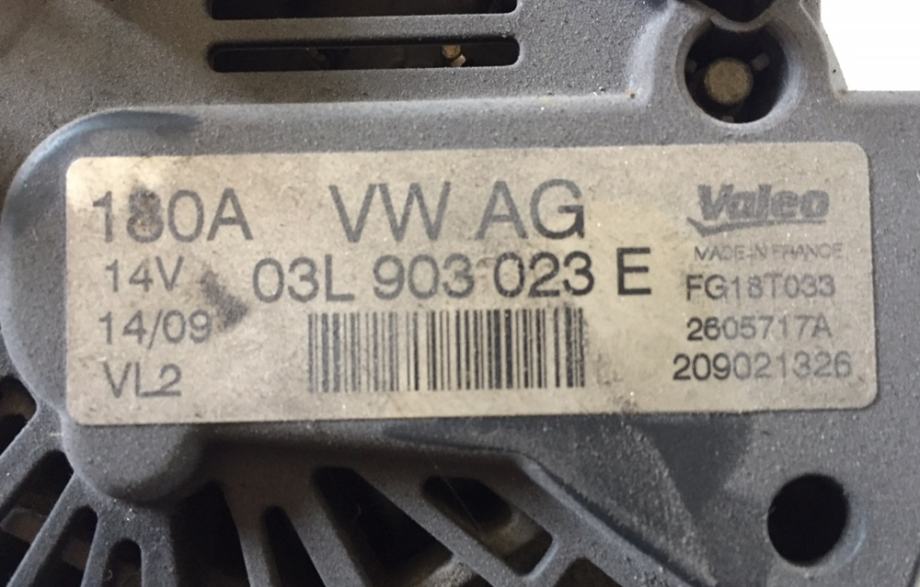 180A VW AG Valeo
MADE IN FRANCE
14V 03L 903 023 E FG18T033
14/09 2605717A
VL2 209021326